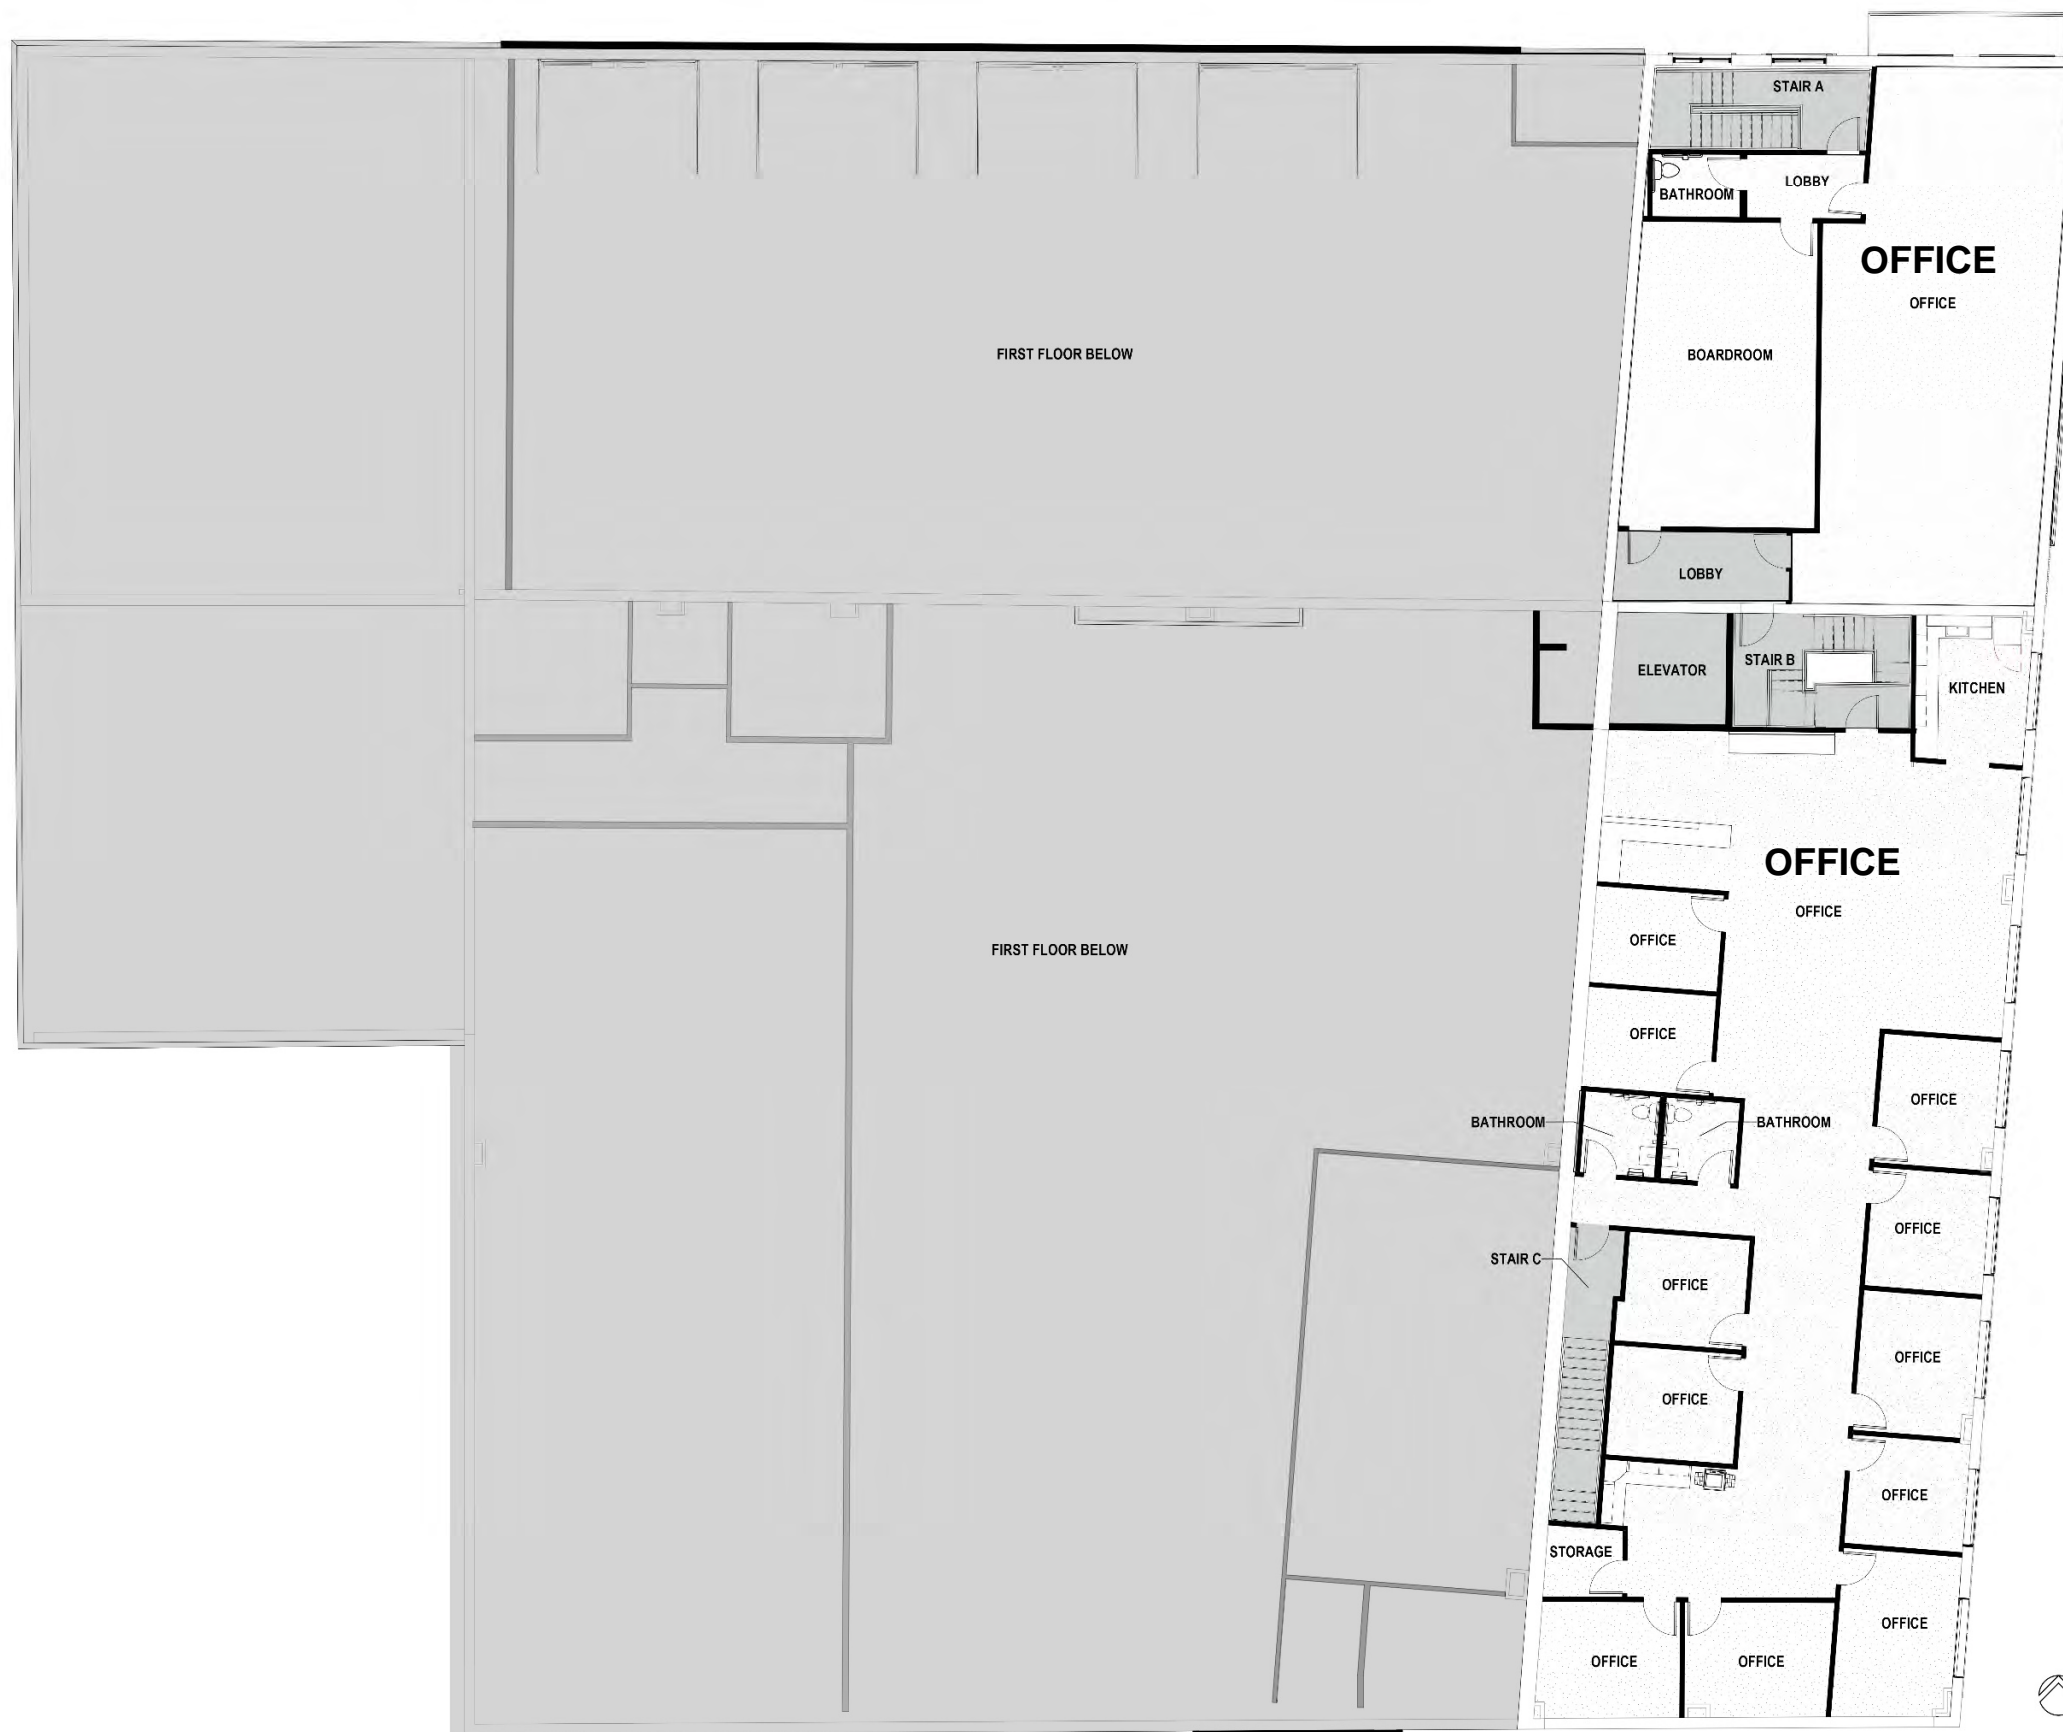 STAIR A
LOBBY
BATHROOM
OFFICE
OFFICE
FIRST FLOOR BELOW
BOARDROOM
LOBBY
STAIR B
ELEVATOR
KITCHEN
OFFICE
OFFICE
OFFICE
FIRST FLOOR BELOW
OFFICE
OFFICE
BATHROOM
BATHROOM
OFFICE
STAIR C
OFFICE
OFFICE
OFFICE
OFFICE
STORAGE
OFFICE
OFFICE
OFFICE